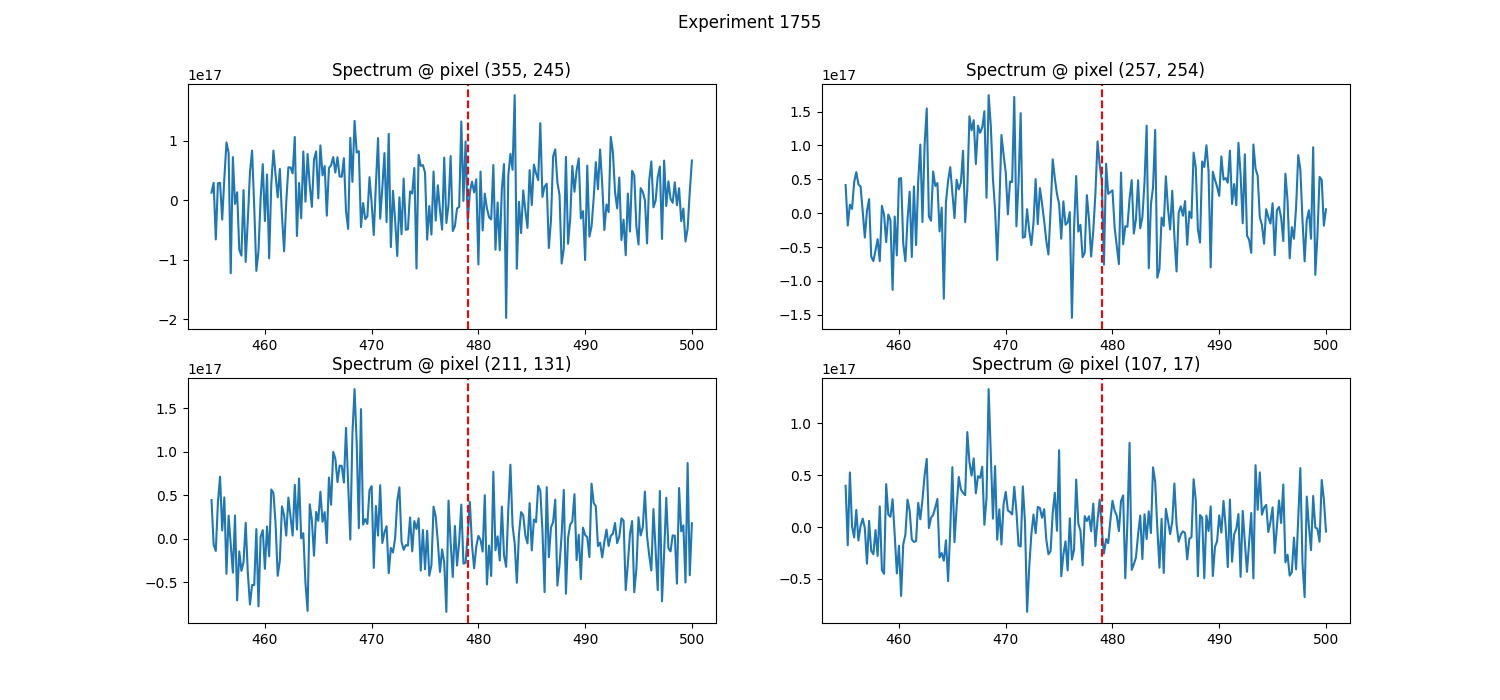 Experiment 1755
Spectrum @ pixel (355, 245)
1e17
1
0
−1
−2
460 470 480 490 500
Spectrum @ pixel (257, 254)
1e17
1.5
1.0
0.5
0.0
−0.5
−1.0
−1.5
460 470 480 490 500
Spectrum @ pixel (211, 131)
1e17
1.5
1.0
0.5
0.0
−0.5
460 470 480 490 500
Spectrum @ pixel (107, 17)
1e17
1.0
0.5
0.0
−0.5
460 470 480 490 500